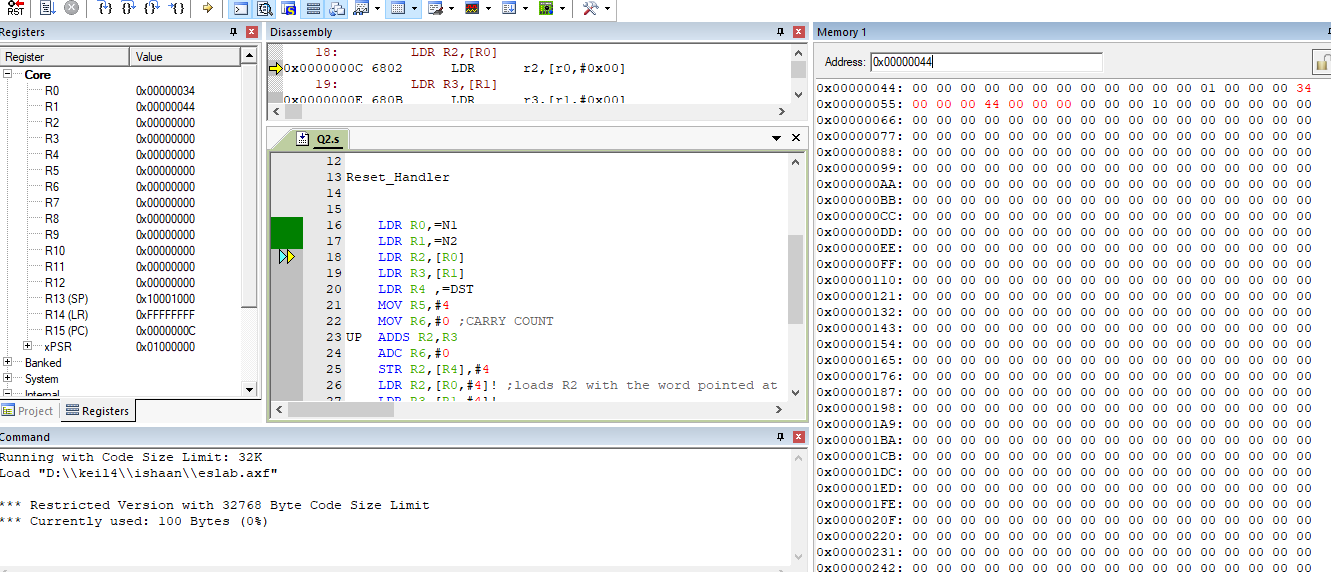 RST
Registers
Register Value
Core
R0 0x00000034
R1 0x00000044
R2 0x00000000
R3 0x00000000
R4 0x00000000
R5 0x00000000
R6 0x00000000
R7 0x00000000
R8 0x00000000
R9 0x00000000
R10 0x00000000
R11 0x00000000
R12 0x00000000
R13 (SP) 0x10001000
R14 (LR) 0xFFFFFFFF
R15 (PC) 0x0000000C
xPSR 0x01000000
Banked
System
Internal
Project Registers
Disassembly
18: LDR R2,[R0]
0x0000000C 6802 LDR r2,[r0,#0x00]
19: LDR R3,[R1]
0x0000000E 680B LDR r3,[r1,#0x00]
Q2.s
12
13 Reset_Handler
14
15
16 LDR R0,=N1
17 LDR R1,=N2
18 LDR R2,[R0]
19 LDR R3,[R1]
20 LDR R4 ,=DST
21 MOV R5,#4
22 MOV R6,#0 ;CARRY COUNT
23 UP ADDS R2,R3
24 ADC R6,#0
25 STR R2,[R4],#4
26 LDR R2,[R0,#4]! ;loads R2 with the word pointed at
27 LDR R3,[R1,#4]!
Command
Running with Code Size Limit: 32K
Load "D:\\keil4\\ishaan\\eslab.axf"
*** Restricted Version with 32768 Byte Code Size Limit
*** Currently used: 100 Bytes (0%)
Memory 1
Address: 0x00000044
0x00000044: 00 00 00 00 00 00 00 00 00 00 00 00 01 00 00 00 34
0x00000055: 00 00 00 44 00 00 00 00 00 00 10 00 00 00 00 00 00
0x00000066: 00 00 00 00 00 00 00 00 00 00 00 00 00 00 00 00 00
0x00000077: 00 00 00 00 00 00 00 00 00 00 00 00 00 00 00 00 00
0x00000088: 00 00 00 00 00 00 00 00 00 00 00 00 00 00 00 00 00
0x00000099: 00 00 00 00 00 00 00 00 00 00 00 00 00 00 00 00 00
0x000000AA: 00 00 00 00 00 00 00 00 00 00 00 00 00 00 00 00 00
0x000000BB: 00 00 00 00 00 00 00 00 00 00 00 00 00 00 00 00 00
0x000000CC: 00 00 00 00 00 00 00 00 00 00 00 00 00 00 00 00 00
0x000000DD: 00 00 00 00 00 00 00 00 00 00 00 00 00 00 00 00 00
0x000000EE: 00 00 00 00 00 00 00 00 00 00 00 00 00 00 00 00 00
0x000000FF: 00 00 00 00 00 00 00 00 00 00 00 00 00 00 00 00 00
0x00000110: 00 00 00 00 00 00 00 00 00 00 00 00 00 00 00 00 00
0x00000121: 00 00 00 00 00 00 00 00 00 00 00 00 00 00 00 00 00
0x00000132: 00 00 00 00 00 00 00 00 00 00 00 00 00 00 00 00 00
0x00000143: 00 00 00 00 00 00 00 00 00 00 00 00 00 00 00 00 00
0x00000154: 00 00 00 00 00 00 00 00 00 00 00 00 00 00 00 00 00
0x00000165: 00 00 00 00 00 00 00 00 00 00 00 00 00 00 00 00 00
0x00000176: 00 00 00 00 00 00 00 00 00 00 00 00 00 00 00 00 00
0x00000187: 00 00 00 00 00 00 00 00 00 00 00 00 00 00 00 00 00
0x00000198: 00 00 00 00 00 00 00 00 00 00 00 00 00 00 00 00 00
0x000001A9: 00 00 00 00 00 00 00 00 00 00 00 00 00 00 00 00 00
0x000001BA: 00 00 00 00 00 00 00 00 00 00 00 00 00 00 00 00 00
0x000001CB: 00 00 00 00 00 00 00 00 00 00 00 00 00 00 00 00 00
0x000001DC: 00 00 00 00 00 00 00 00 00 00 00 00 00 00 00 00 00
0x000001ED: 00 00 00 00 00 00 00 00 00 00 00 00 00 00 00 00 00
0x000001FE: 00 00 00 00 00 00 00 00 00 00 00 00 00 00 00 00 00
0x0000020F: 00 00 00 00 00 00 00 00 00 00 00 00 00 00 00 00 00
0x00000220: 00 00 00 00 00 00 00 00 00 00 00 00 00 00 00 00 00
0x00000231: 00 00 00 00 00 00 00 00 00 00 00 00 00 00 00 00 00
0x00000242: 00 00 00 00 00 00 00 00 00 00 00 00 00 00 00 00 00